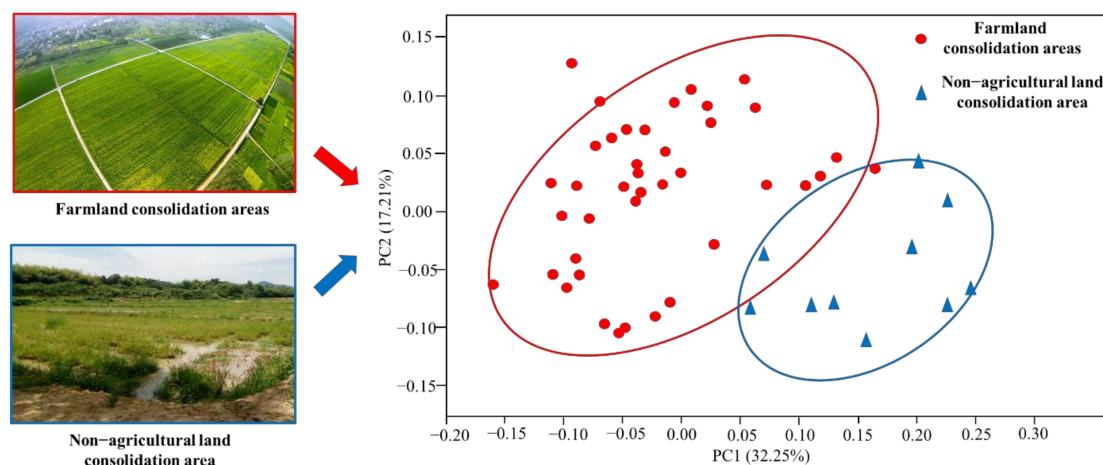 Farmland consolidation areas
Non−agricultural land
consolidation area
PC2 (17.21%)
0.15
0.10
0.05
0.00
−0.05
−0.10
−0.15
Farmland
consolidation areas
Non−agricultural land
consolidation area
−0.20 −0.15 −0.10 −0.05 0.00 0.05 0.10 0.15 0.20 0.25 0.30
PC1 (32.25%)